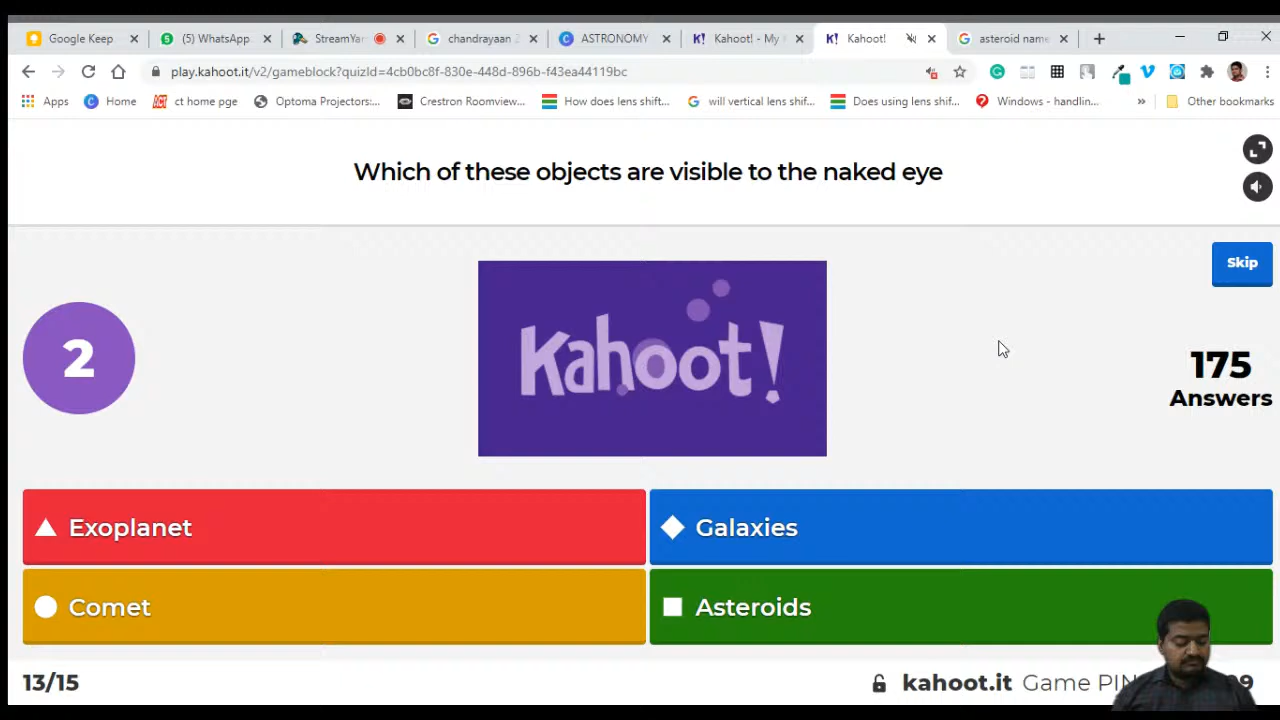 Google Keep
(5) WhatsApp
StreamYar
chandrayaan 2
ASTRONOMY
Kahoot! - My K
Kahoot!
asteroid name
play.kahoot.it/v2/gameblock?quizId=4cb0bc8f-830e-448d-896b-f43ea44119bc
Apps
Home
ct home pge
Optoma Projectors:...
Crestron Roomview...
How does lens shift...
will vertical lens shif...
Does using lens shif...
Windows - handlin...
»
Other bookmarks
Which of these objects are visible to the naked eye
Skip
2
Kahoot!
175
Answers
Exoplanet
Galaxies
Comet
Asteroids
13/15
kahoot.it Game PIN